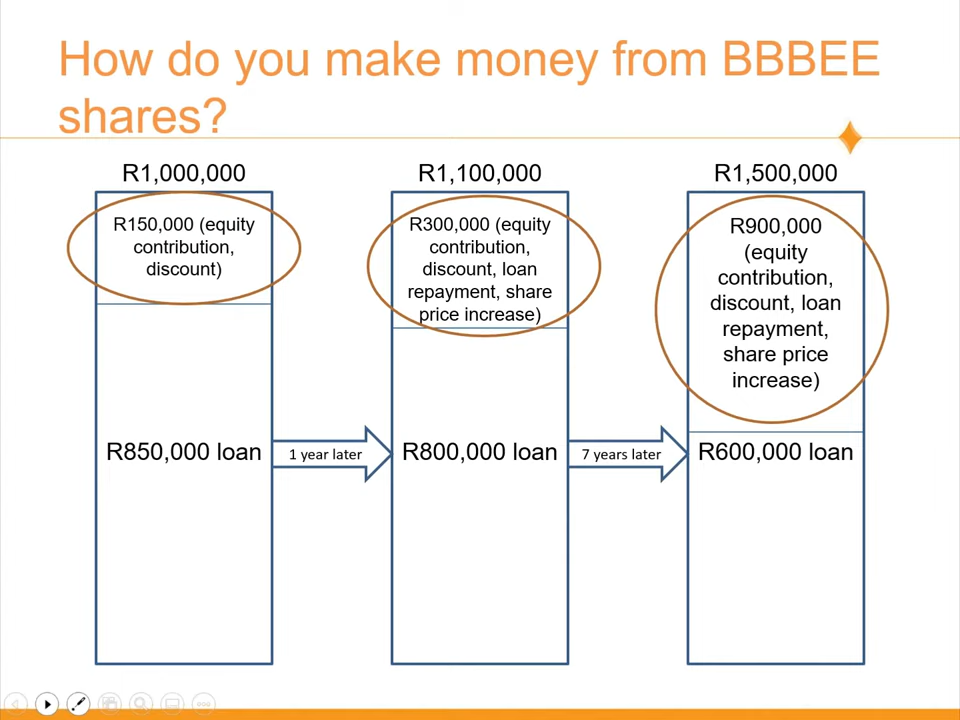 How do you make money from BBBEE
shares?
R1,000,000
R150,000 (equity
contribution,
discount)
R850,000 loan
1 year later
R1,100,000
R300,000 (equity
contribution,
discount, loan
repayment, share
price increase)
R800,000 loan
7 years later
R1,500,000
R900,000
(equity
contribution,
discount, loan
repayment,
share price
increase)
R600,000 loan